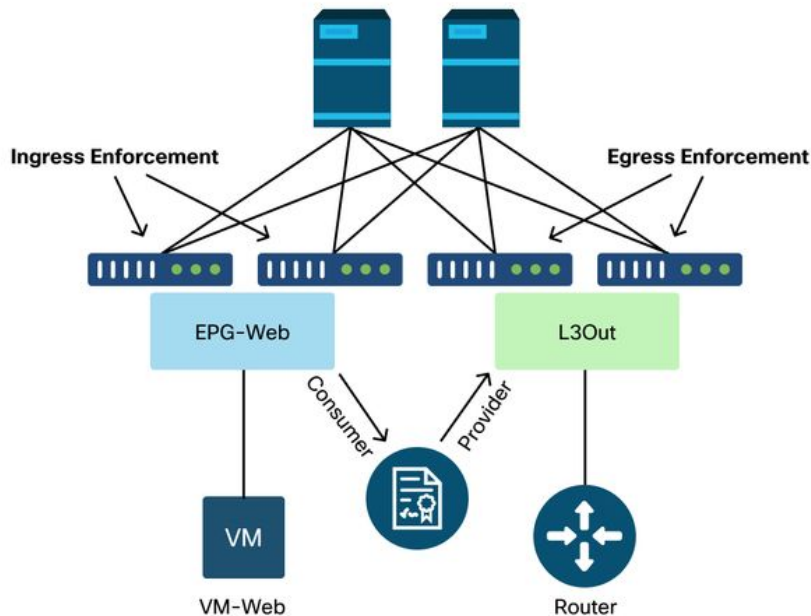 Ingress Enforcement
Egress Enforcement
EPG-Web
L3Out
Consumer
Provider
VM
VM-Web
Router